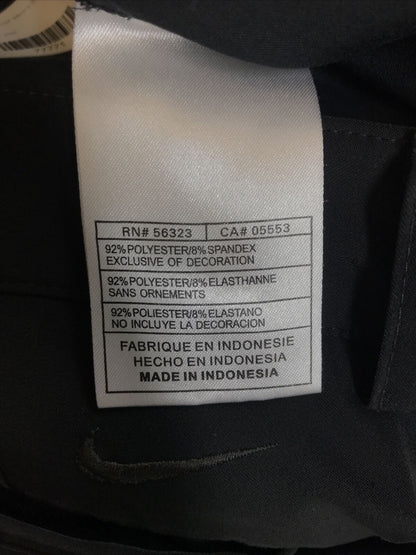 RN# 56323 CA# 05553
92% POLYESTER/8% SPANDEX
EXCLUSIVE OF DECORATION
92% POLYESTER/8% ELASTHANNE
SANS ORNEMENTS
92% POLIESTER/8% ELASTANO
NO INCLUYE LA DECORACION
FABRIQUE EN INDONESIE
HECHO EN INDONESIA
MADE IN INDONESIA